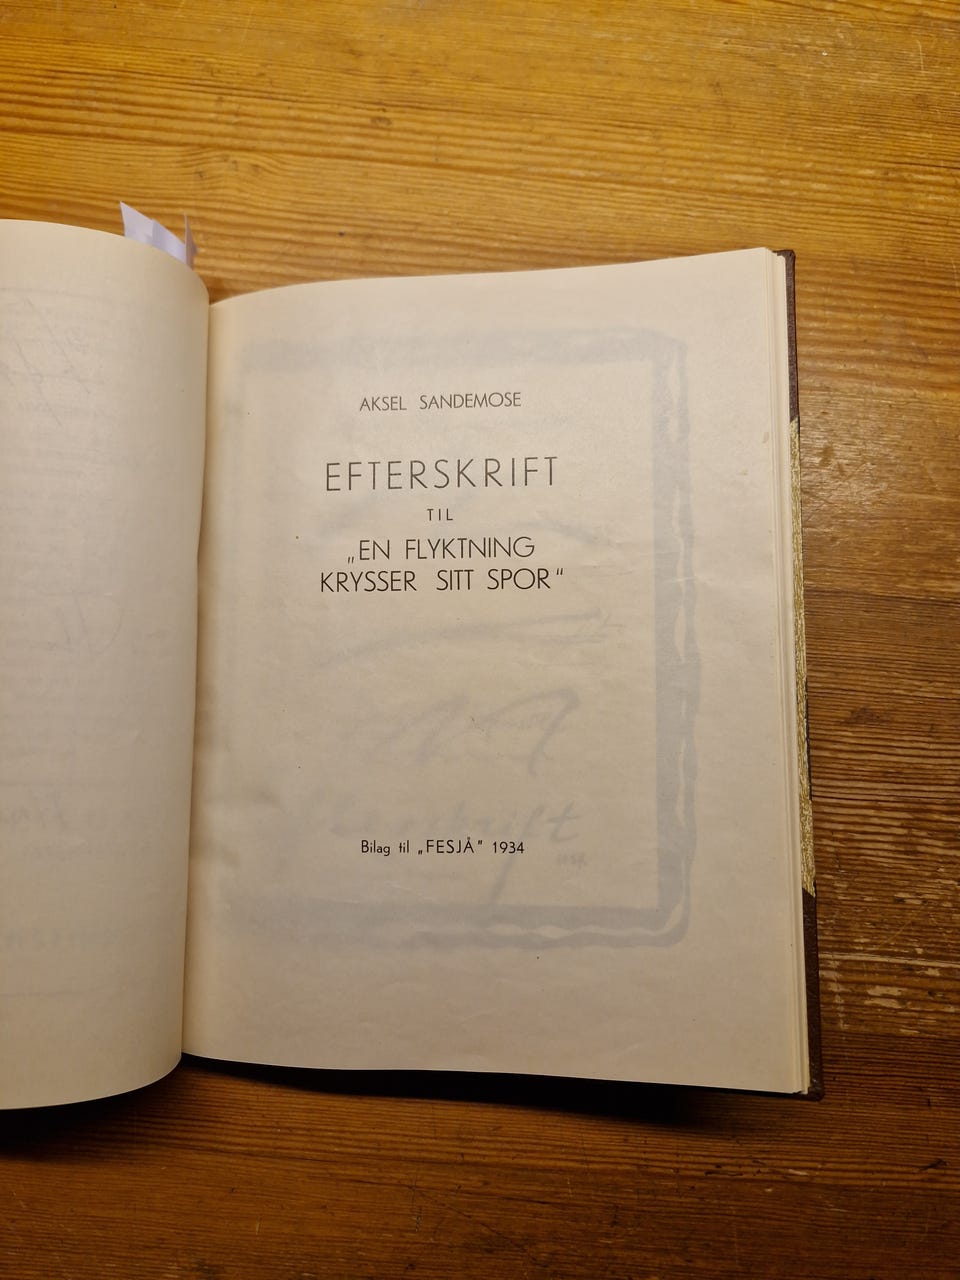 AKSEL SANDEMOSE
EFTERSKRIFT
TIL
„EN FLYKTNING
KRYSSER SITT SPOR“
Bilag til „FESJÅ” 1934